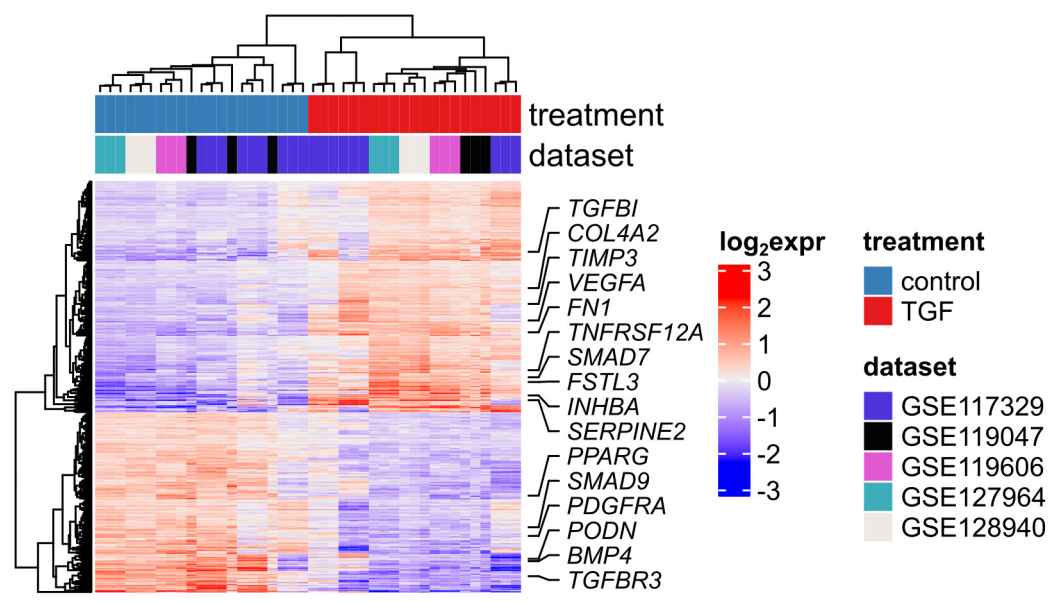 treatment
dataset
TGFBI
COL4A2
TIMP3
VEGFA
FN1
TNFRSF12A
SMAD7
FSTL3
INHBA
SERPINE2
PPARG
SMAD9
PDGFRA
PODN
BMP4
TGFBR3
log₂expr
3
2
1
0
-1
-2
-3
treatment
control
TGF
dataset
GSE117329
GSE119047
GSE119606
GSE127964
GSE128940